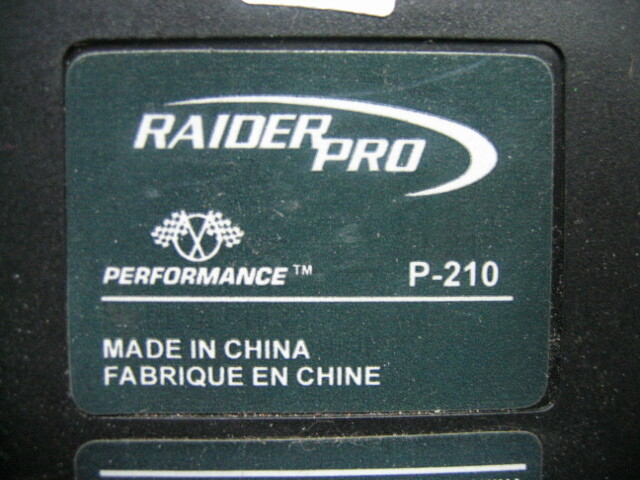 RAIDER
PRO
PERFORMANCE™
P-210
MADE IN CHINA
FABRIQUE EN CHINE